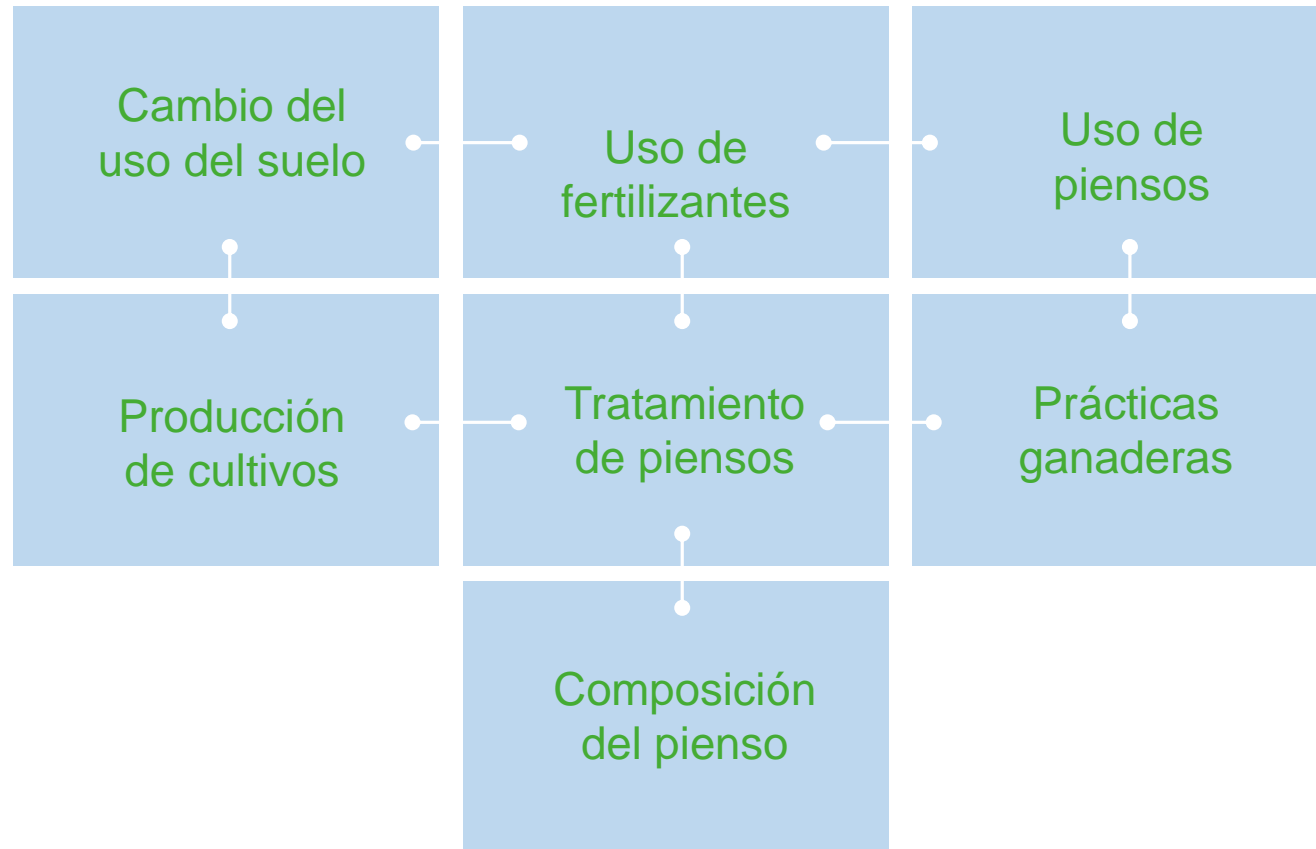 Cambio del
uso del suelo
Uso de
fertilizantes
Uso de
piensos
Producción
de cultivos
Tratamiento
de piensos
Prácticas
ganaderas
Composición
del pienso